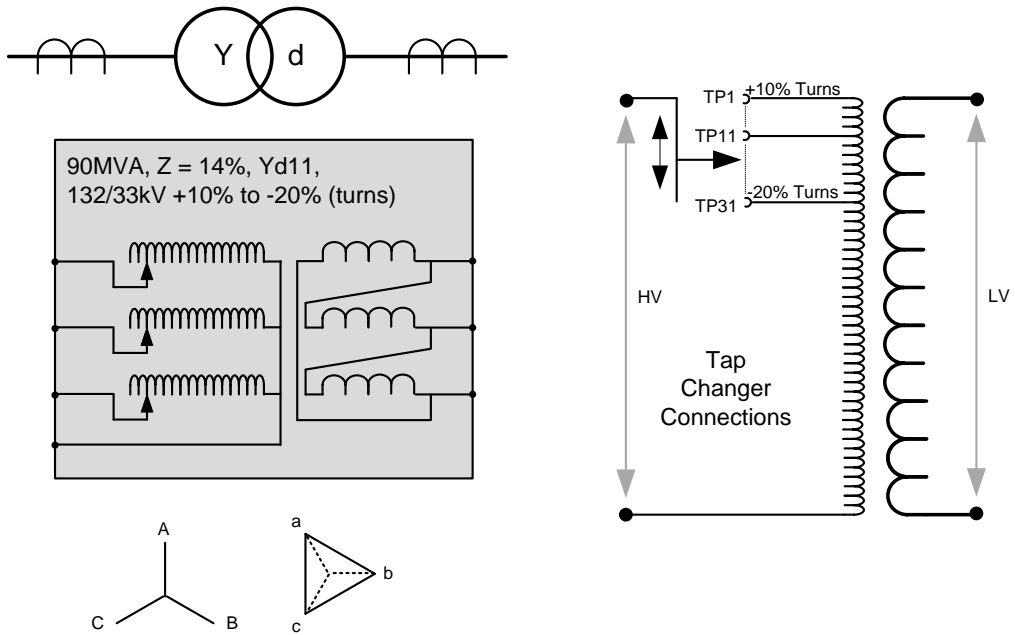 Y
d
90MVA, Z = 14%, Yd11,
132/33kV +10% to -20% (turns)
A
C
B
a
b
c
TP1
+10% Turns
TP11
TP31
-20% Turns
HV
LV
Tap
Changer
Connections